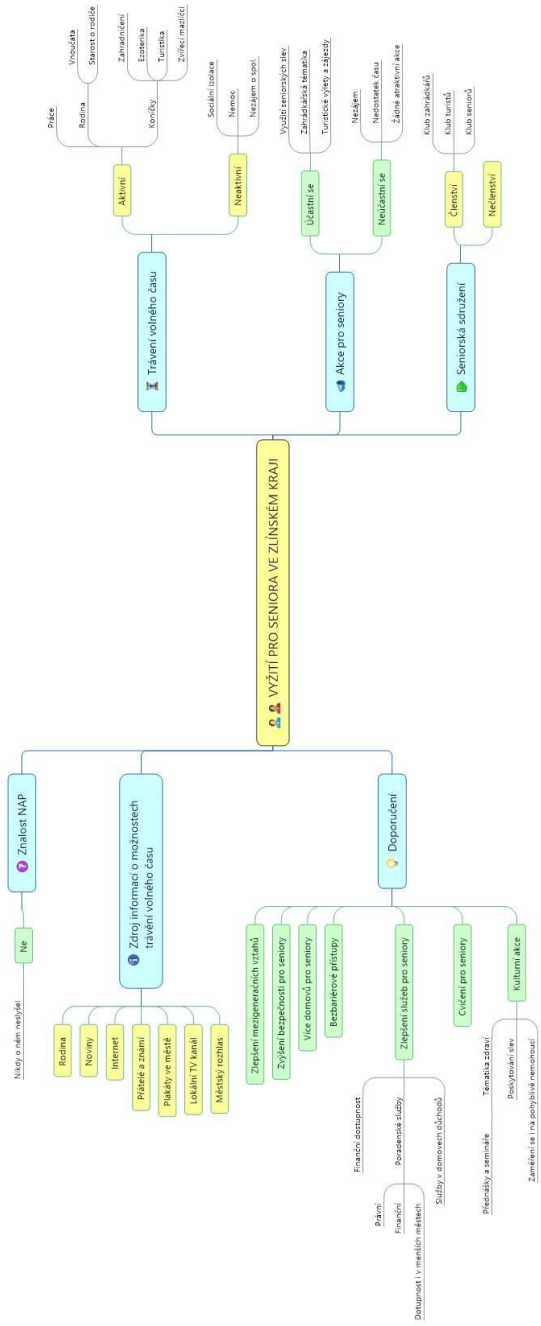 VYŽITÍ PRO SENIORA VE ZLÍNSKÉM KRAJI
Trávení volného času
Aktivní
Práce
Rodina
Vnoučata
Starost o rodiče
Koníčky
Zahradničení
Ezoterika
Turistika
Zvířecí mazlíčci
Neaktivní
Sociální izolace
Nemoc
Nezájem o spol.
Akce pro seniory
Účastní se
Využití seniorských slev
Zahrádkářská tématika
Turistické výlety a zájezdy
Neúčastní se
Nezájem
Nedostatek času
Žádné atraktivní akce
Seniorská sdružení
Členství
Klub zahrádkářů
Klub turistů
Klub seniorů
Nečlenství
Znalost NAP
Ne
Nikdy o něm neslyšel
Zdroj informací o možnostech
trávění volného času
Rodina
Noviny
Internet
Přátelé a známí
Plakáty ve městě
Lokální TV kanál
Městský rozhlas
Doporučení
Zlepšení mezigeneračních vztahů
Zvýšení bezpečnosti pro seniory
Více domovů pro seniory
Bezbariérové přístupy
Zlepšení služeb pro seniory
Finanční dostupnost
Poradenské služby
Právní
Finanční
Dotupnost i v menších městech
Služby v domovech důchodů
Cvičení pro seniory
Kulturní akce
Tématika zdraví
Přednášky a semináře
Poskytování slev
Zaměření se i na pohyblivě nemohoucí